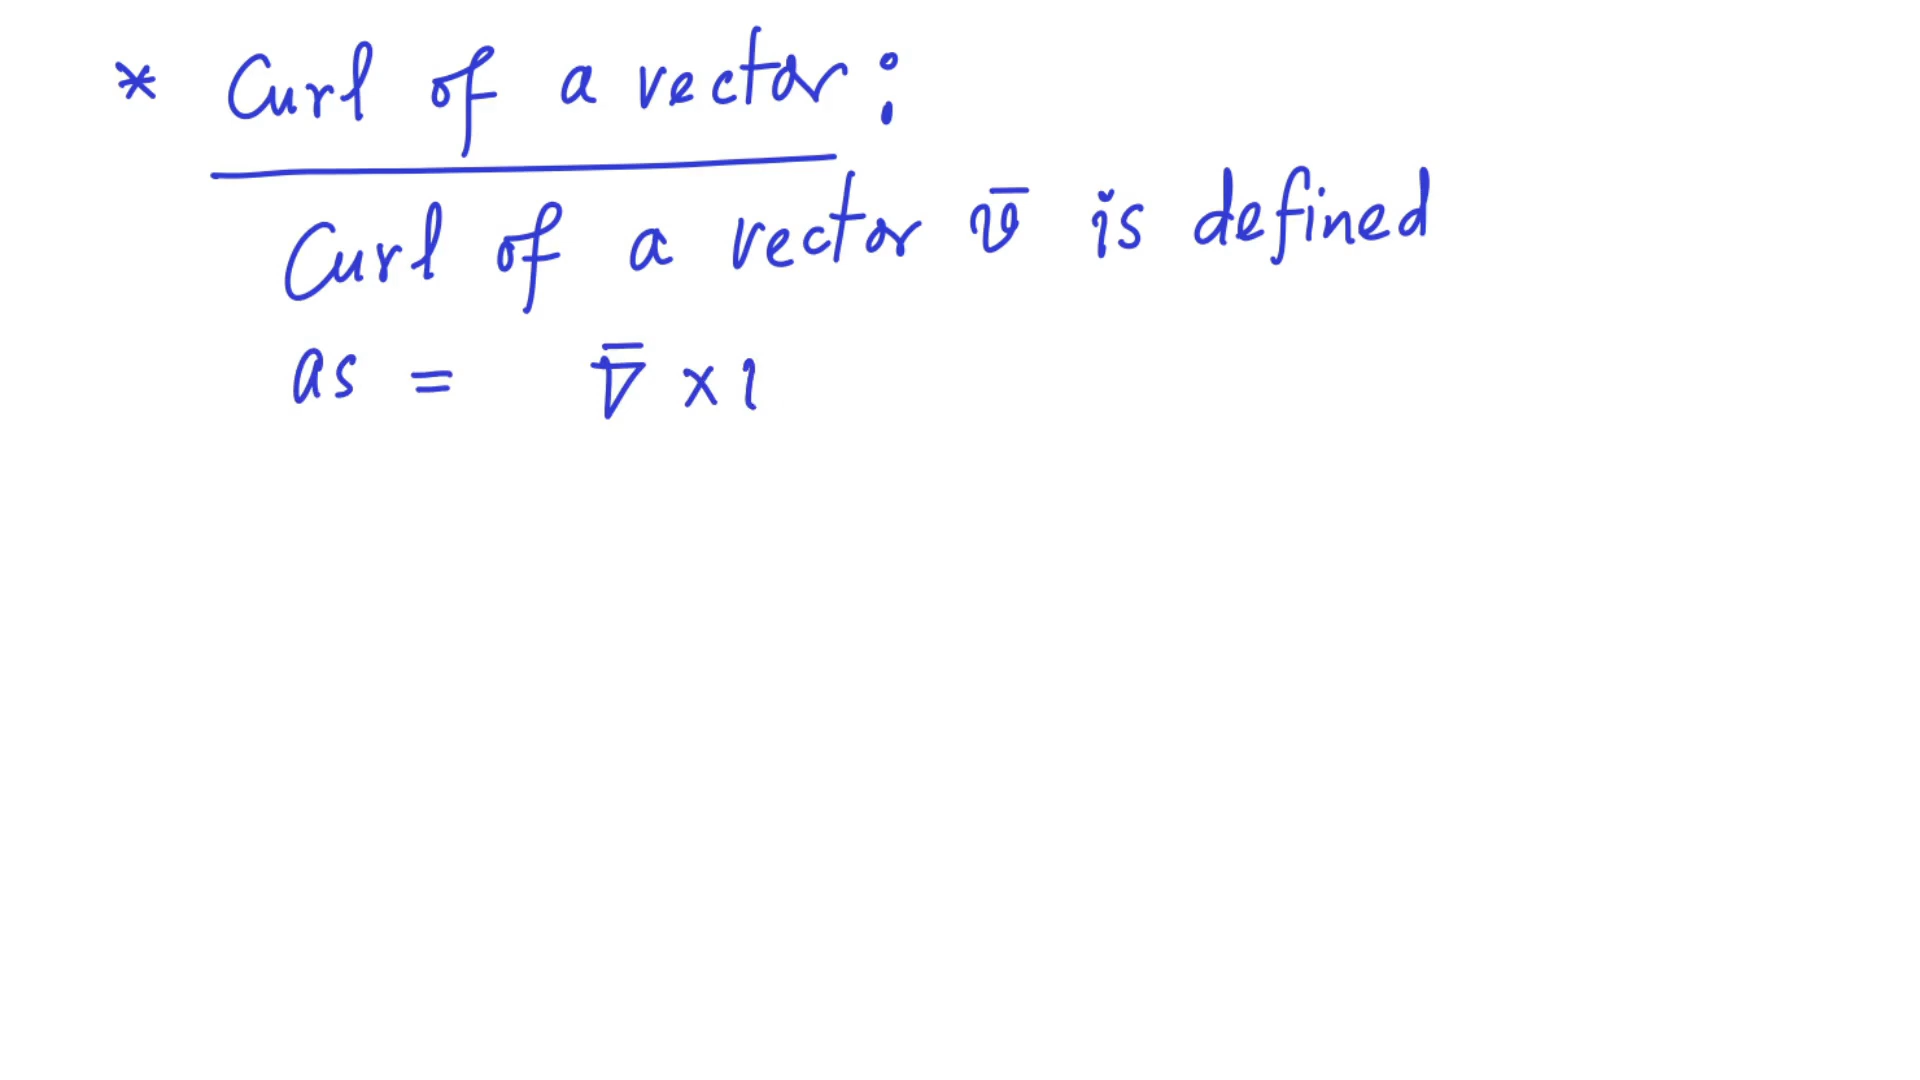 * Curl of a vector :
Curl of a vector v̄ is defined
as = ∇̄ ×